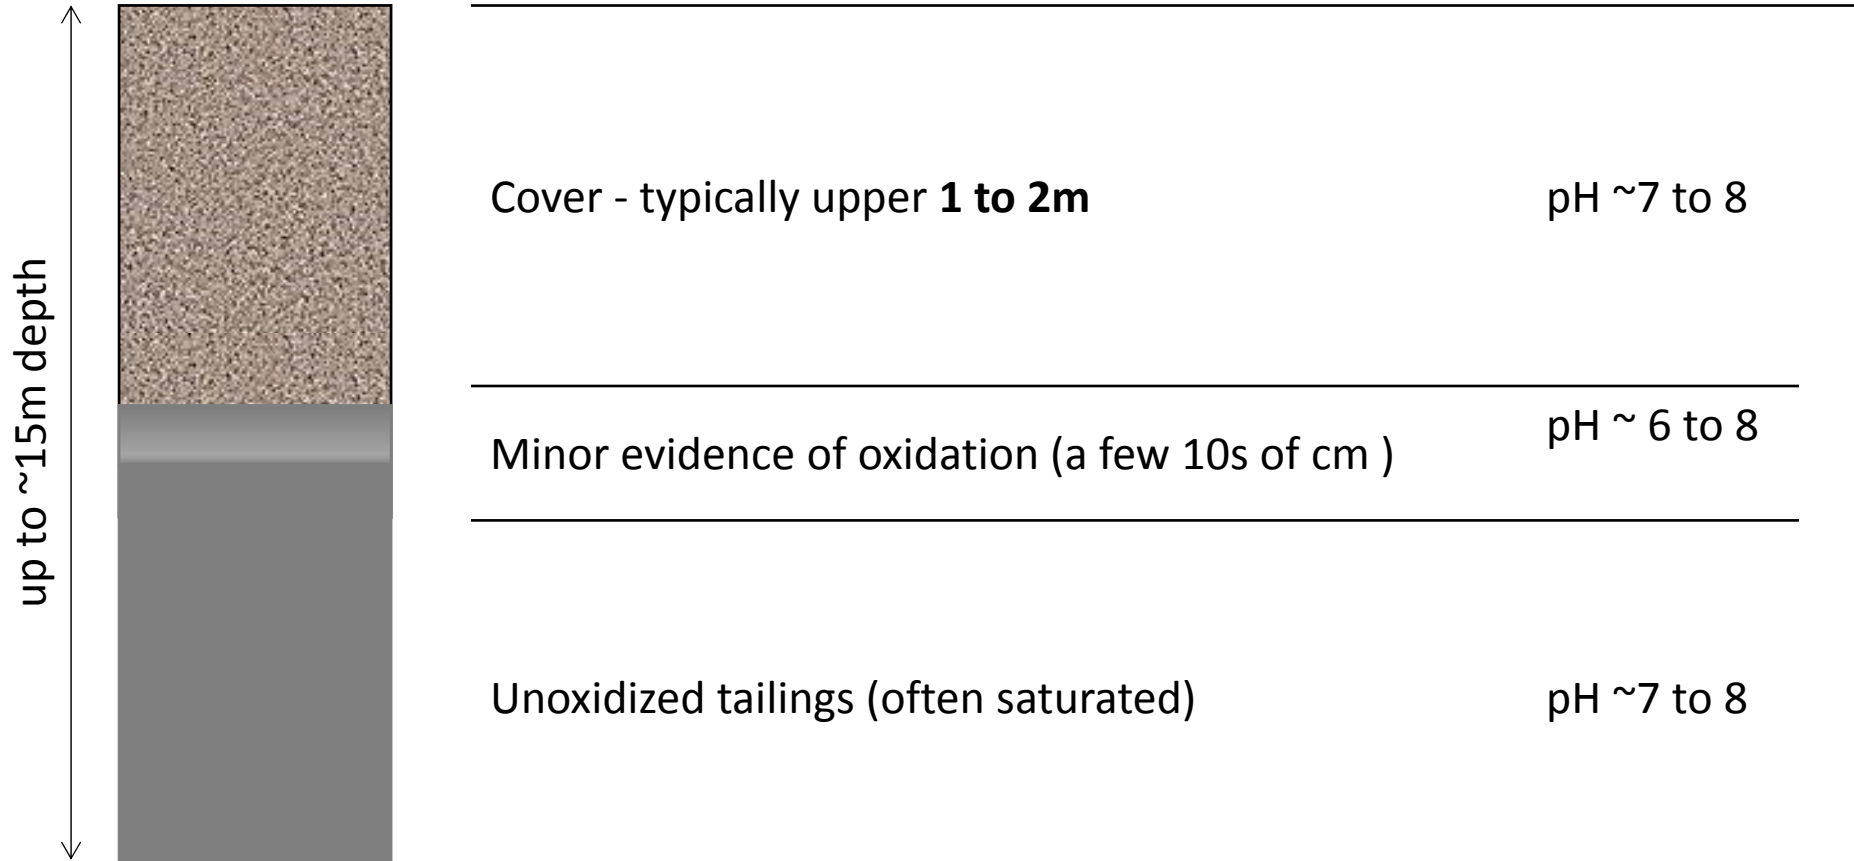 up to ~15m depth
Cover - typically upper 1 to 2m
pH ~7 to 8
Minor evidence of oxidation (a few 10s of cm )
pH ~ 6 to 8
Unoxidized tailings (often saturated)
pH ~7 to 8